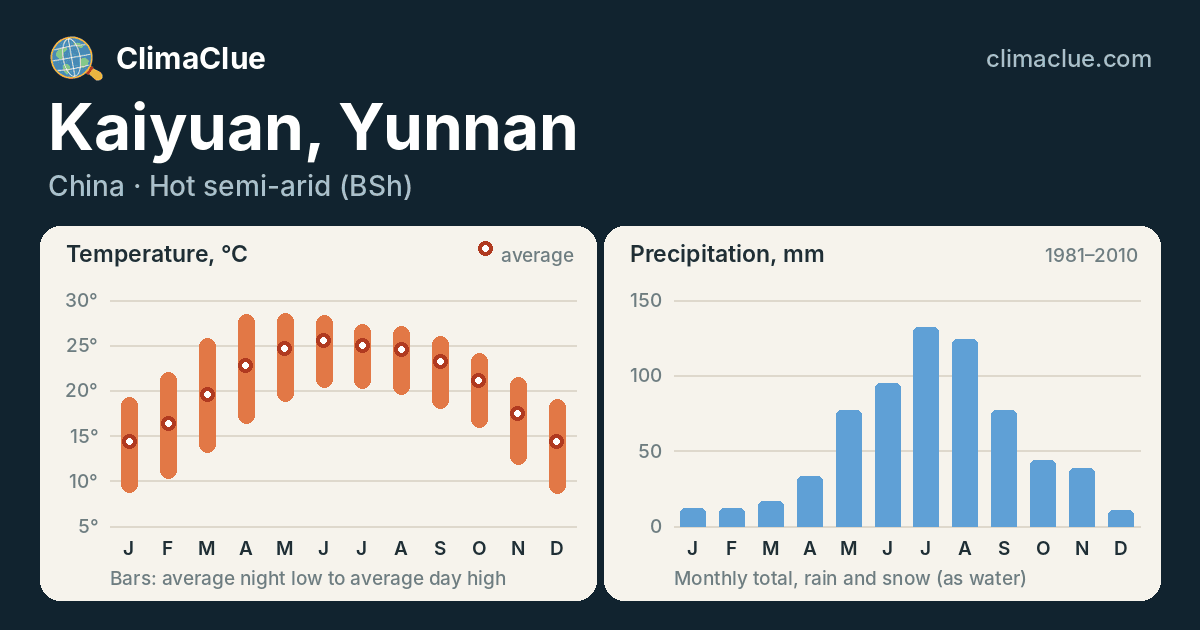 ClimaClue
climaclue.com
Kaiyuan, Yunnan
China · Hot semi-arid (BSh)
Temperature, °C
average
30°
25°
20°
15°
10°
5°
J F M A M J J A S O N D
Bars: average night low to average day high
Precipitation, mm
1981–2010
150
100
50
0
J F M A M J J A S O N D
Monthly total, rain and snow (as water)